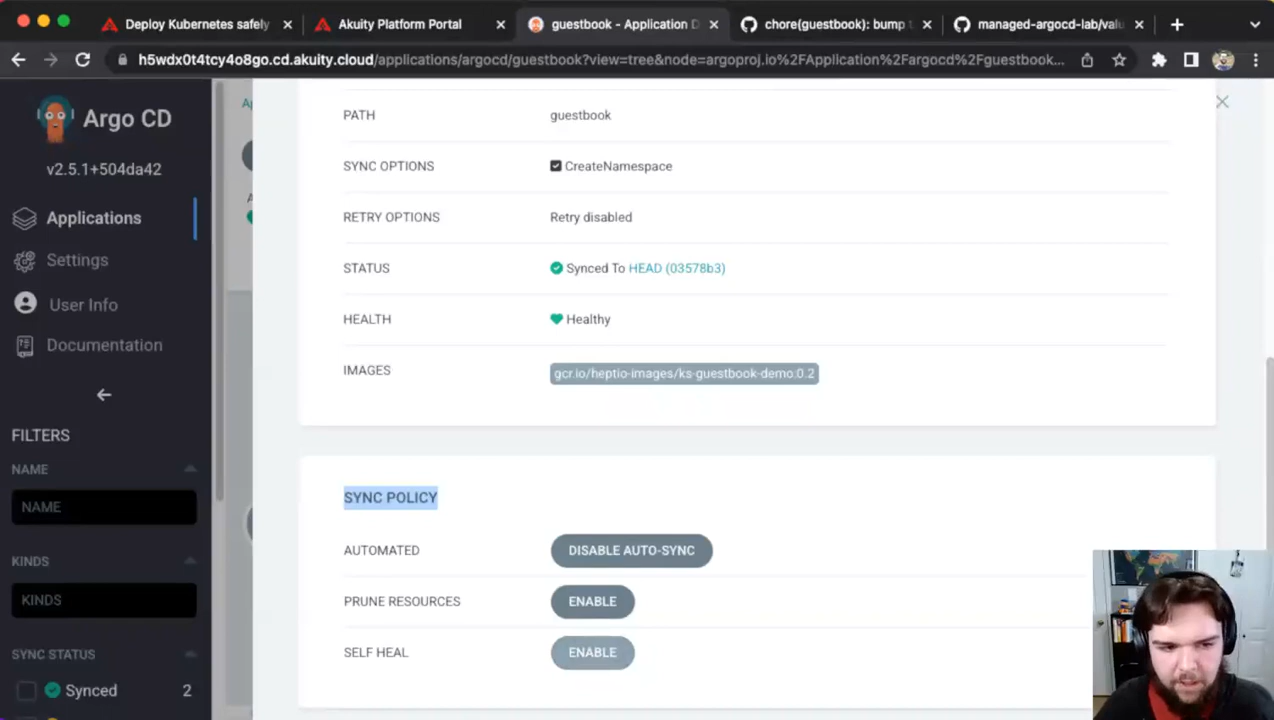 Deploy Kubernetes safely
Akuity Platform Portal
guestbook - Application D
chore(guestbook): bump t
managed-argocd-lab/valu
h5wdx0t4tcy4o8go.cd.akuity.cloud/applications/argocd/guestbook?view=tree&node=argoproj.io%2FApplication%2Fargocd%2Fguestbook...
Argo CD
v2.5.1+504da42
Applications
Settings
User Info
Documentation
FILTERS
NAME
NAME
KINDS
KINDS
SYNC STATUS
Synced 2
Ap
A
PATH guestbook
SYNC OPTIONS CreateNamespace
RETRY OPTIONS Retry disabled
STATUS Synced To HEAD (03578b3)
HEALTH Healthy
IMAGES gcr.io/heptio-images/ks-guestbook-demo:0.2
SYNC POLICY
AUTOMATED DISABLE AUTO-SYNC
PRUNE RESOURCES ENABLE
SELF HEAL ENABLE